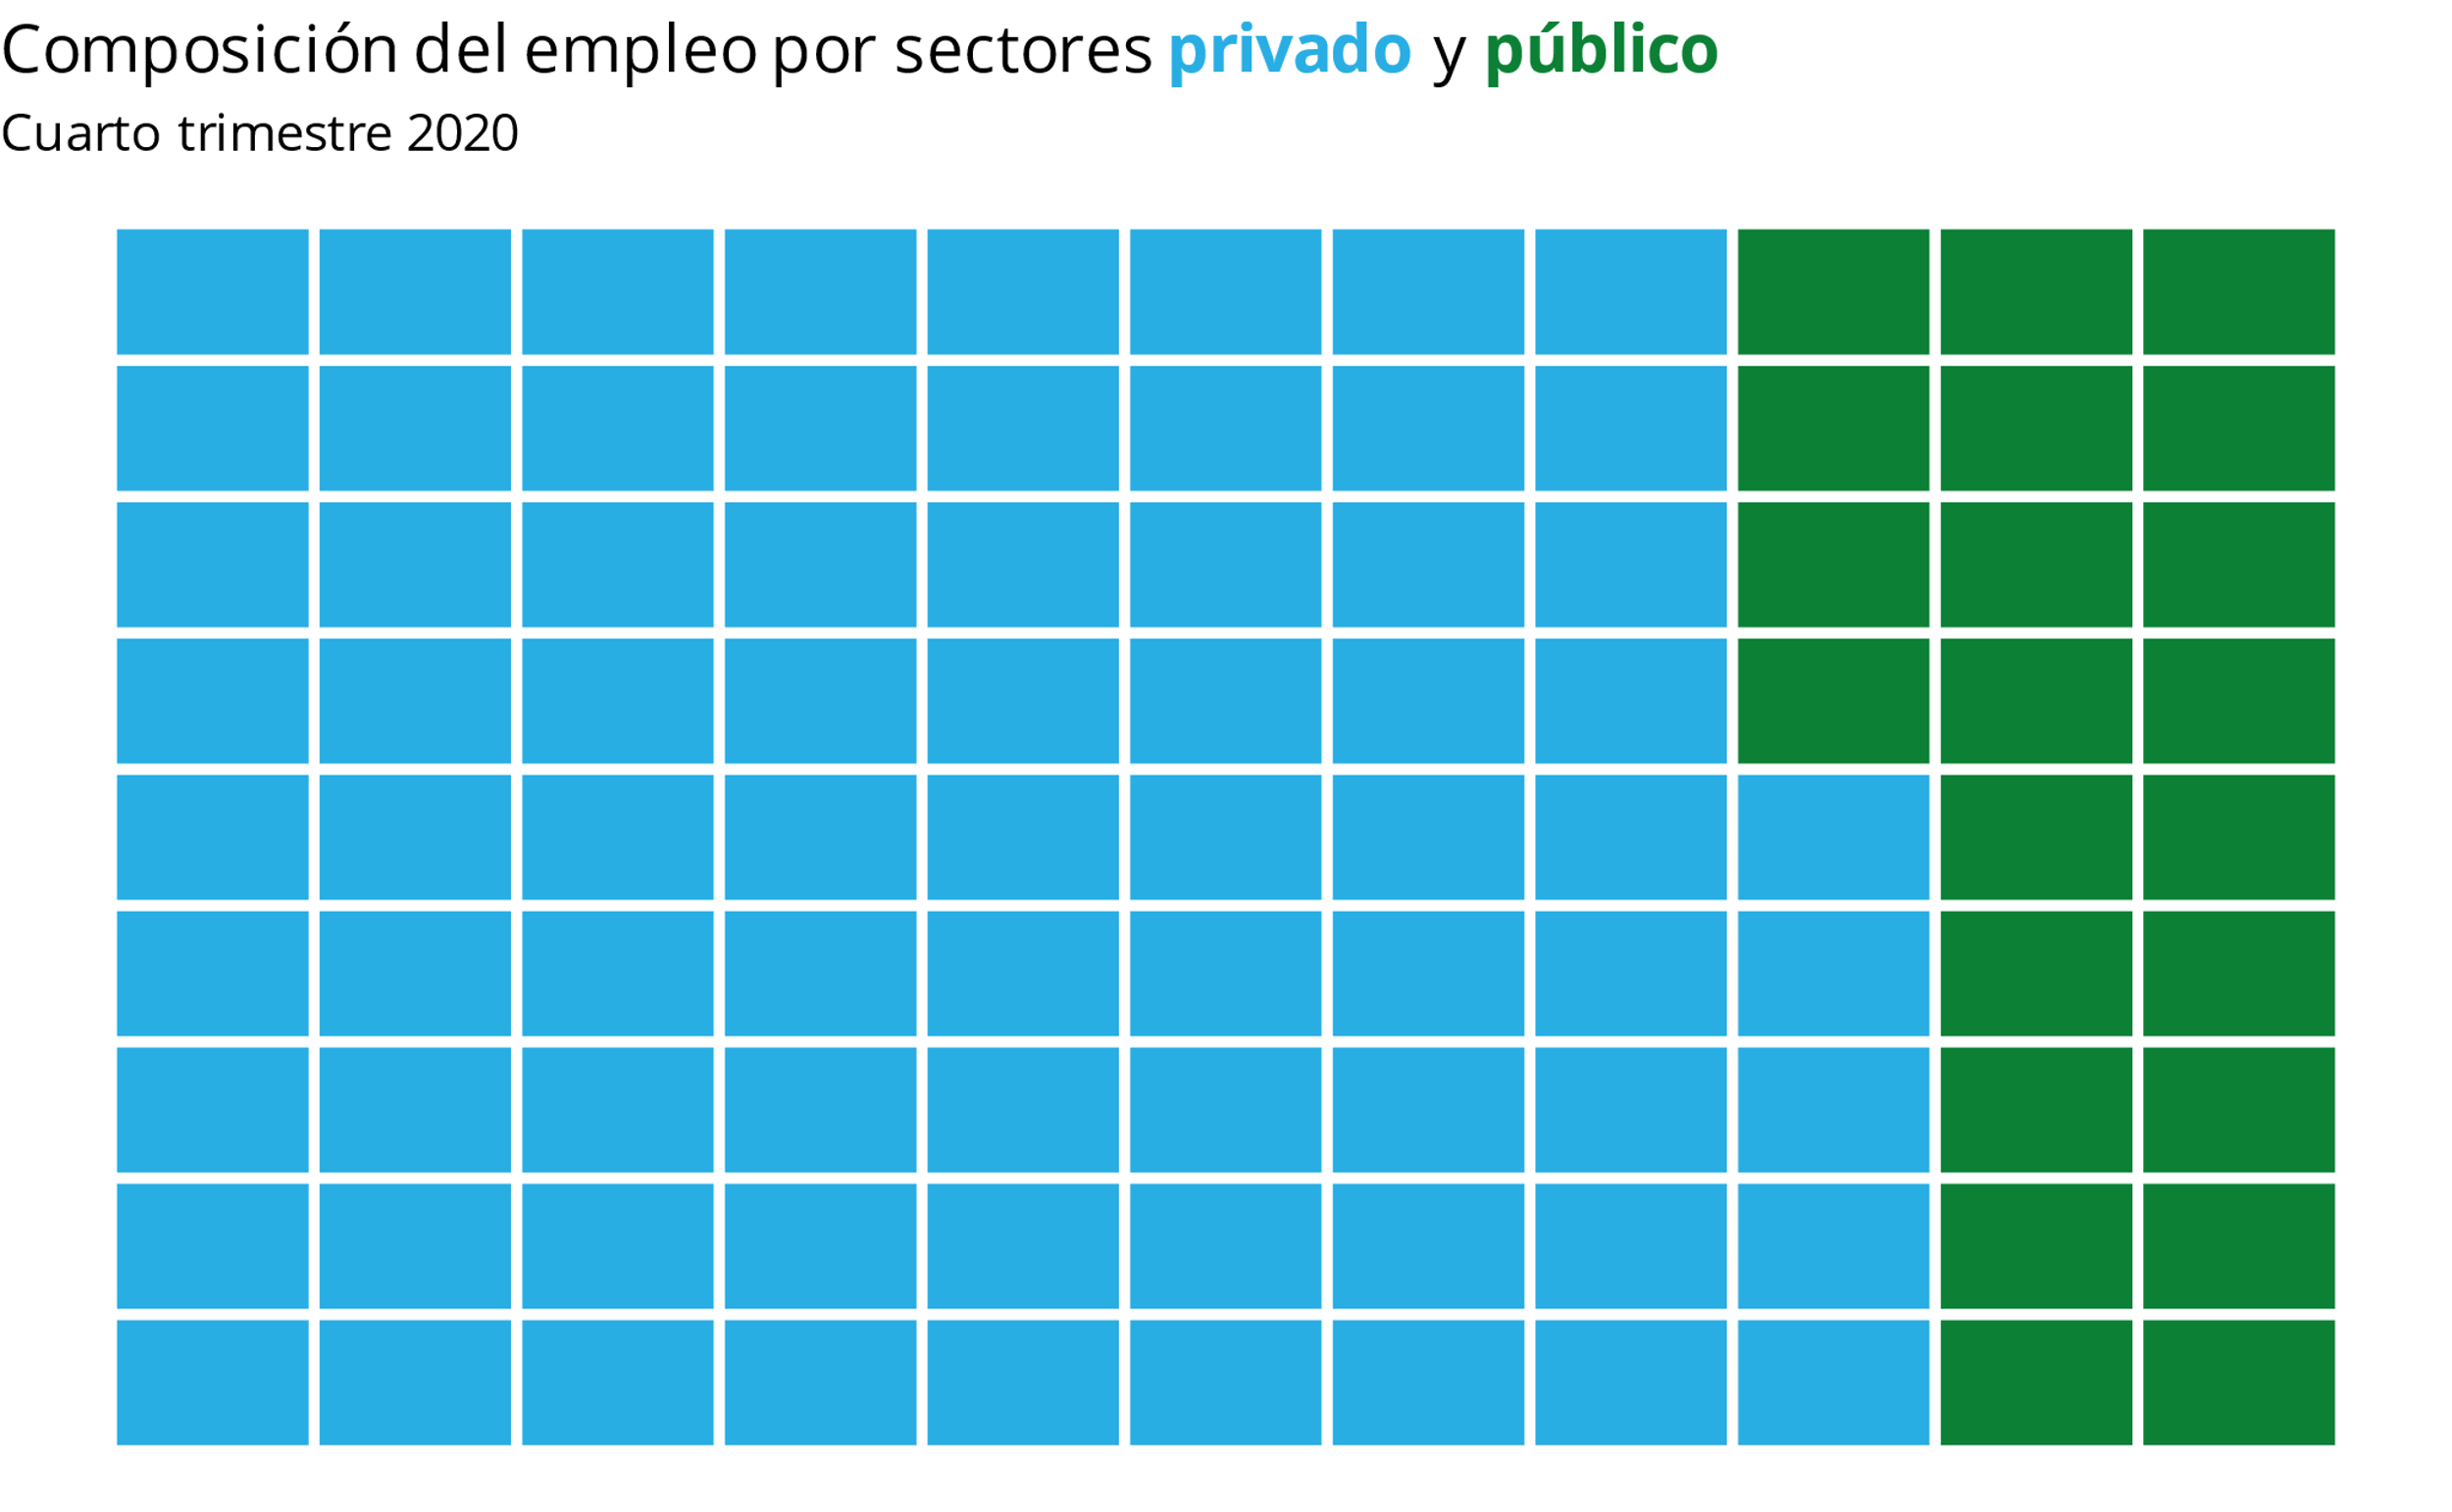 Composición del empleo por sectores privado y público
Cuarto trimestre 2020